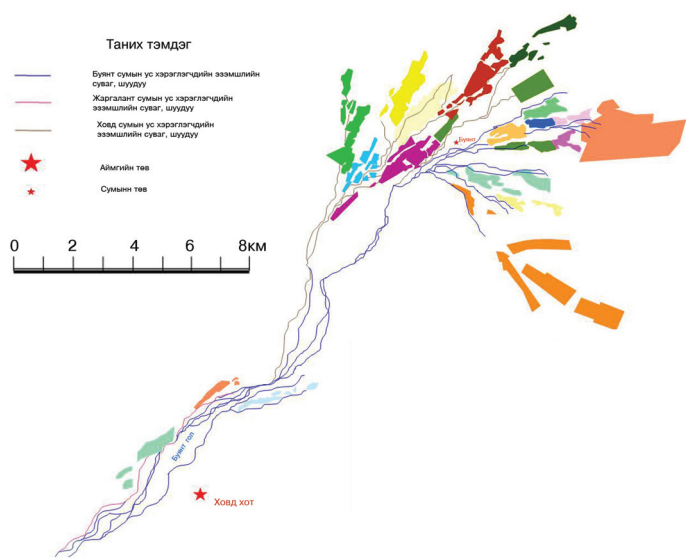 Таних тэмдэг
Буянт сумын ус хэрэглэгчдийн эзэмшлийн
суваг, шуудуу
Жаргалант сумын ус хэрэглэгчдийн
эзэмшлийн суваг, шуудуу
Ховд сумын ус хэрэглэгчдийн
эзэмшлийн суваг, шуудуу
Аймгийн төв
Сумынн төв
0 2 4 6 8км
Буянт
Буянт гол
Ховд хот